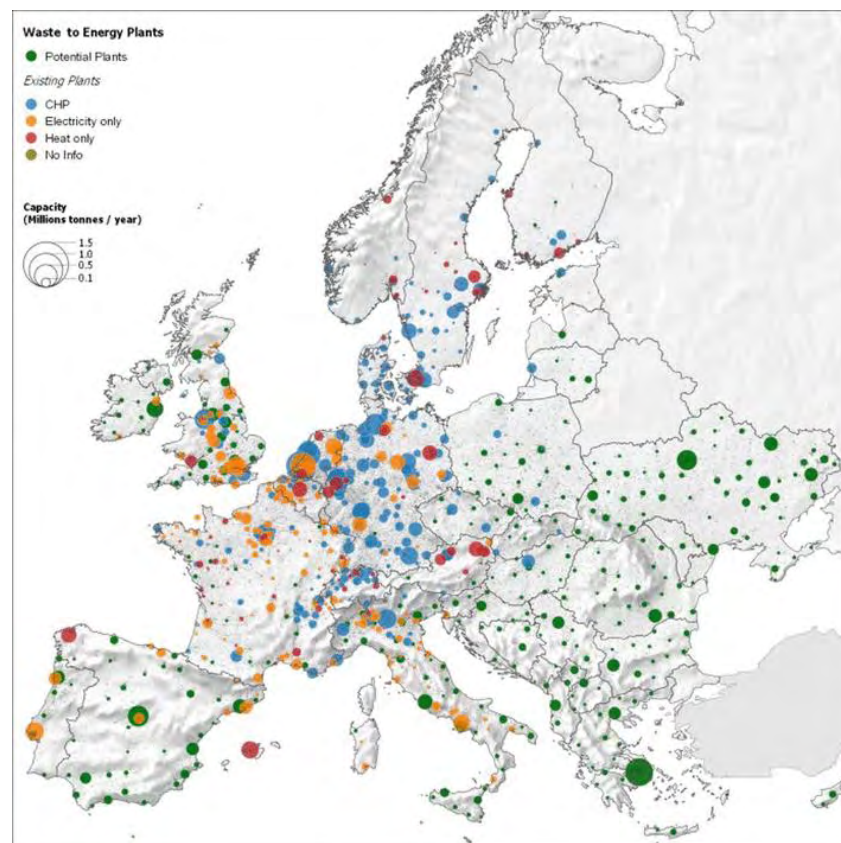 Waste to Energy Plants
Potential Plants
Existing Plants
CHP
Electricity only
Heat only
No Info
Capacity
(Millions tonnes / year)
1.5
1.0
0.5
0.1